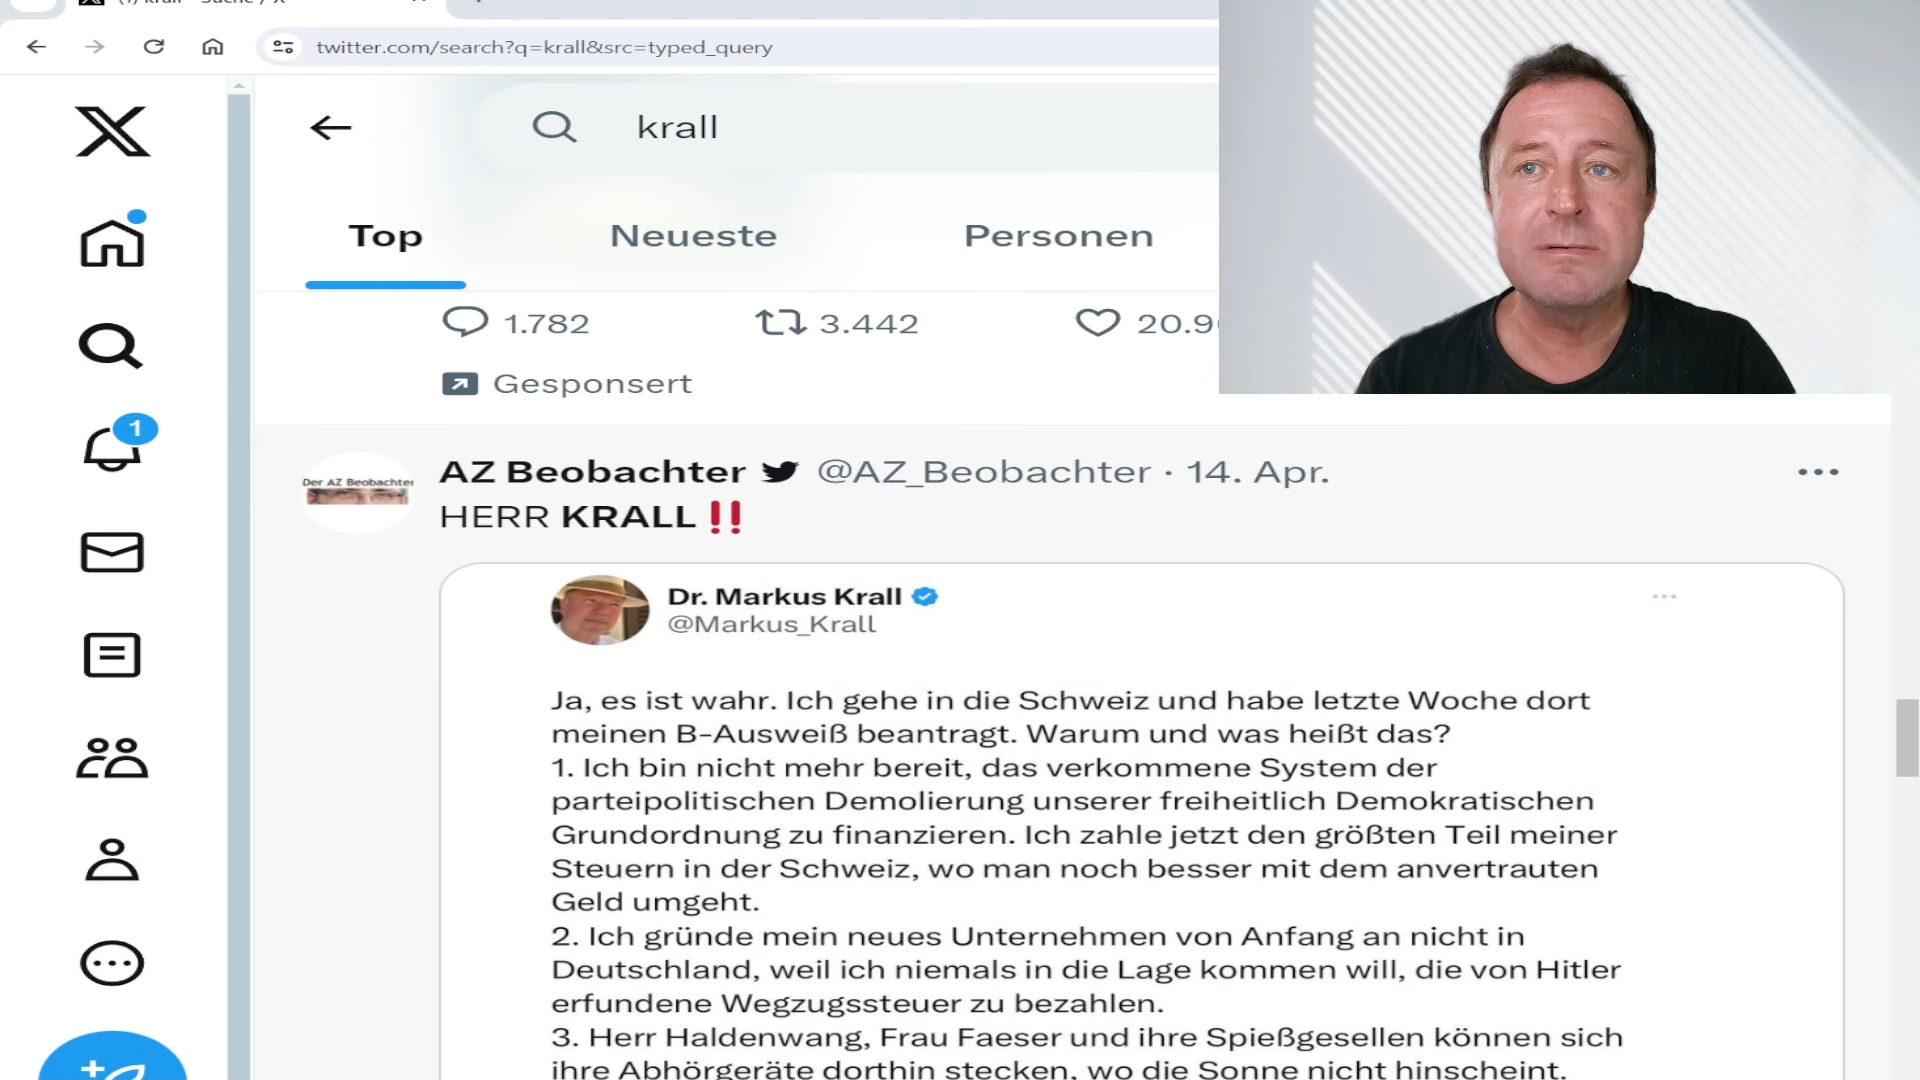 twitter.com/search?q=krall&src=typed_query
krall
Top Neueste Personen
1.782 3.442
Gesponsert
1
Der AZ Beobachter
AZ Beobachter @AZ_Beobachter · 14. Apr.
HERR KRALL‼
Dr. Markus Krall
@Markus_Krall
Ja, es ist wahr. Ich gehe in die Schweiz und habe letzte Woche dort
meinen B-Ausweiß beantragt. Warum und was heißt das?
1. Ich bin nicht mehr bereit, das verkommene System der
parteipolitischen Demolierung unserer freiheitlich Demokratischen
Grundordnung zu finanzieren. Ich zahle jetzt den größten Teil meiner
Steuern in der Schweiz, wo man noch besser mit dem anvertrauten
Geld umgeht.
2. Ich gründe mein neues Unternehmen von Anfang an nicht in
Deutschland, weil ich niemals in die Lage kommen will, die von Hitler
erfundene Wegzugssteuer zu bezahlen.
3. Herr Haldenwang, Frau Faeser und ihre Spießgesellen können sich
ihre Abhörgeräte dorthin stecken, wo die Sonne nicht hinscheint.